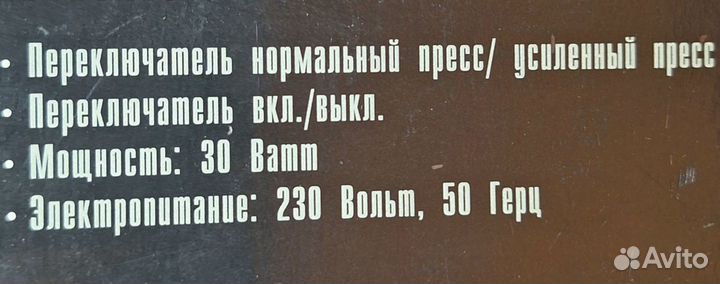 • Переключатель нормальный пресс/ усиленный пресс
• Переключатель вкл./выкл.
• Мощность: 30 Ватт
• Электропитание: 230 Вольт, 50 Герц
Avito